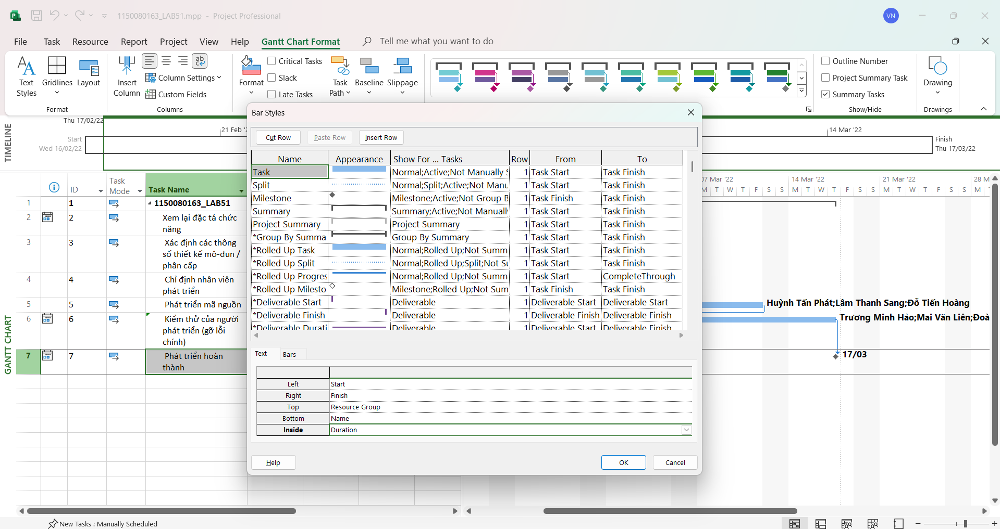 1150080163_LAB51.mpp - Project Professional
VN
File Task Resource Report Project View Help Gantt Chart Format Tell me what you want to do
Text Styles
Gridlines
Layout
Format
Insert Column
Column Settings
Custom Fields
Columns
Format
Critical Tasks
Slack
Late Tasks
Task Path
Baseline
Slippage
Outline Number
Project Summary Task
Summary Tasks
Show/Hide
Drawing
Drawings
TIMELINE
Thu 17/02/22
21 Feb '
14 Mar '22
Start
Wed 16/02/22
Finish
Thu 17/03/22
GANTT CHART
ID
Task Mode
Task Name
1 1 1150080163_LAB51
2 2 Xem lại đặc tả chức
năng
3 3 Xác định các thông
số thiết kế mô-đun /
phân cấp
4 4 Chỉ định nhân viên
phát triển
5 5 Phát triển mã nguồn
6 6 Kiểm thử của người
phát triển (gỡ lỗi
chính)
7 7 Phát triển hoàn
thành
Bar Styles
Cut Row Paste Row Insert Row
Name Appearance Show For ... Tasks Row From To
Task Normal;Active;Not Manually S 1 Task Start Task Finish
Split Normal;Split;Active;Not Manu 1 Task Start Task Finish
Milestone Milestone;Active;Not Group B 1 Task Finish Task Finish
Summary Summary;Active;Not Manually 1 Task Start Task Finish
Project Summary Project Summary 1 Task Start Task Finish
*Group By Summa Group By Summary 1 Task Start Task Finish
*Rolled Up Task Normal;Rolled Up;Not Summ 1 Task Start Task Finish
*Rolled Up Split Normal;Rolled Up;Split;Not Su 1 Task Start Task Finish
*Rolled Up Progres Normal;Rolled Up;Not Summ 1 Task Start CompleteThrough
*Rolled Up Milesto Milestone;Rolled Up;Not Sum 1 Task Finish Task Finish
*Deliverable Start Deliverable 1 Deliverable Start Deliverable Start
*Deliverable Finish Deliverable 1 Deliverable Finish Deliverable Finish
*Deliverable Durati Deliverable 1 Deliverable Start Deliverable Finish
Text Bars
Left Start
Right Finish
Top Resource Group
Bottom Name
Inside Duration
Help OK Cancel
07 Mar '22 14 Mar '22 21 Mar '22 28 M
M T W T F S S M T W T F S S M T W T F S S M
Huỳnh Tấn Phát;Lâm Thanh Sang;Đỗ Tiến Hoàng
Trương Minh Hảo;Mai Văn Liên;Đoà
17/03
New Tasks : Manually Scheduled